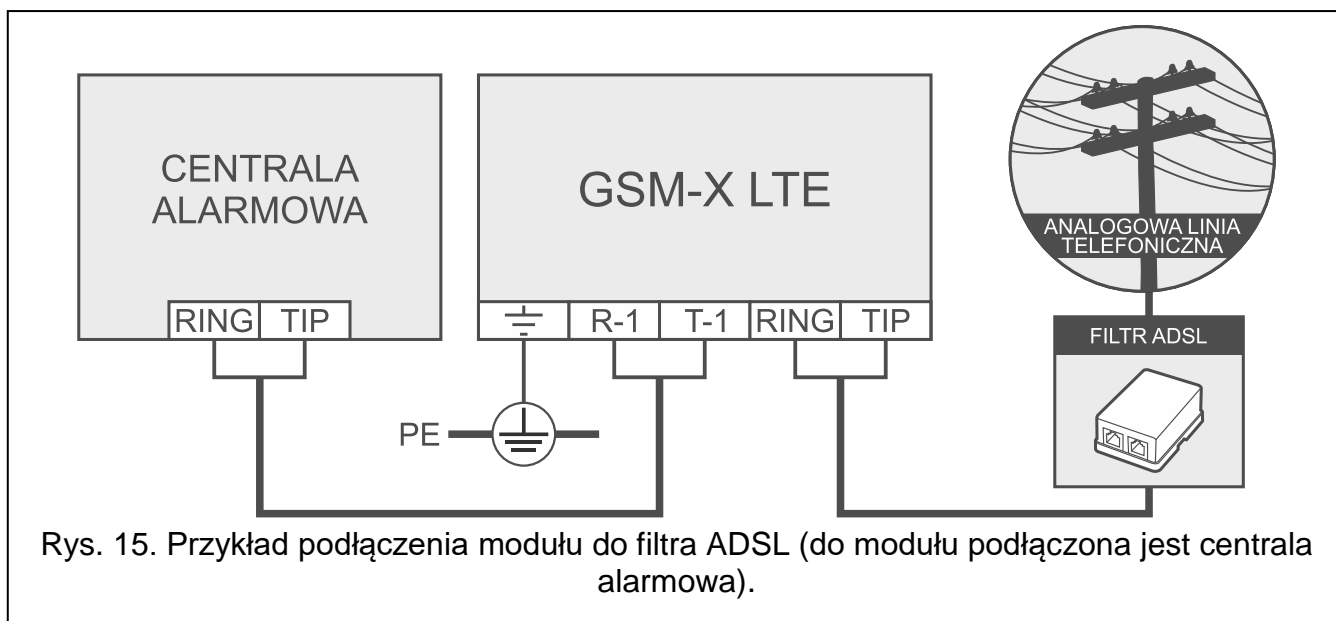 CENTRALA
ALARMOWA
RING TIP
GSM-X LTE
R-1 T-1 RING TIP
PE
ANALOGOWA LINIA
TELEFONICZNA
FILTR ADSL
Rys. 15. Przykład podłączenia modułu do filtra ADSL (do modułu podłączona jest centrala
alarmowa).